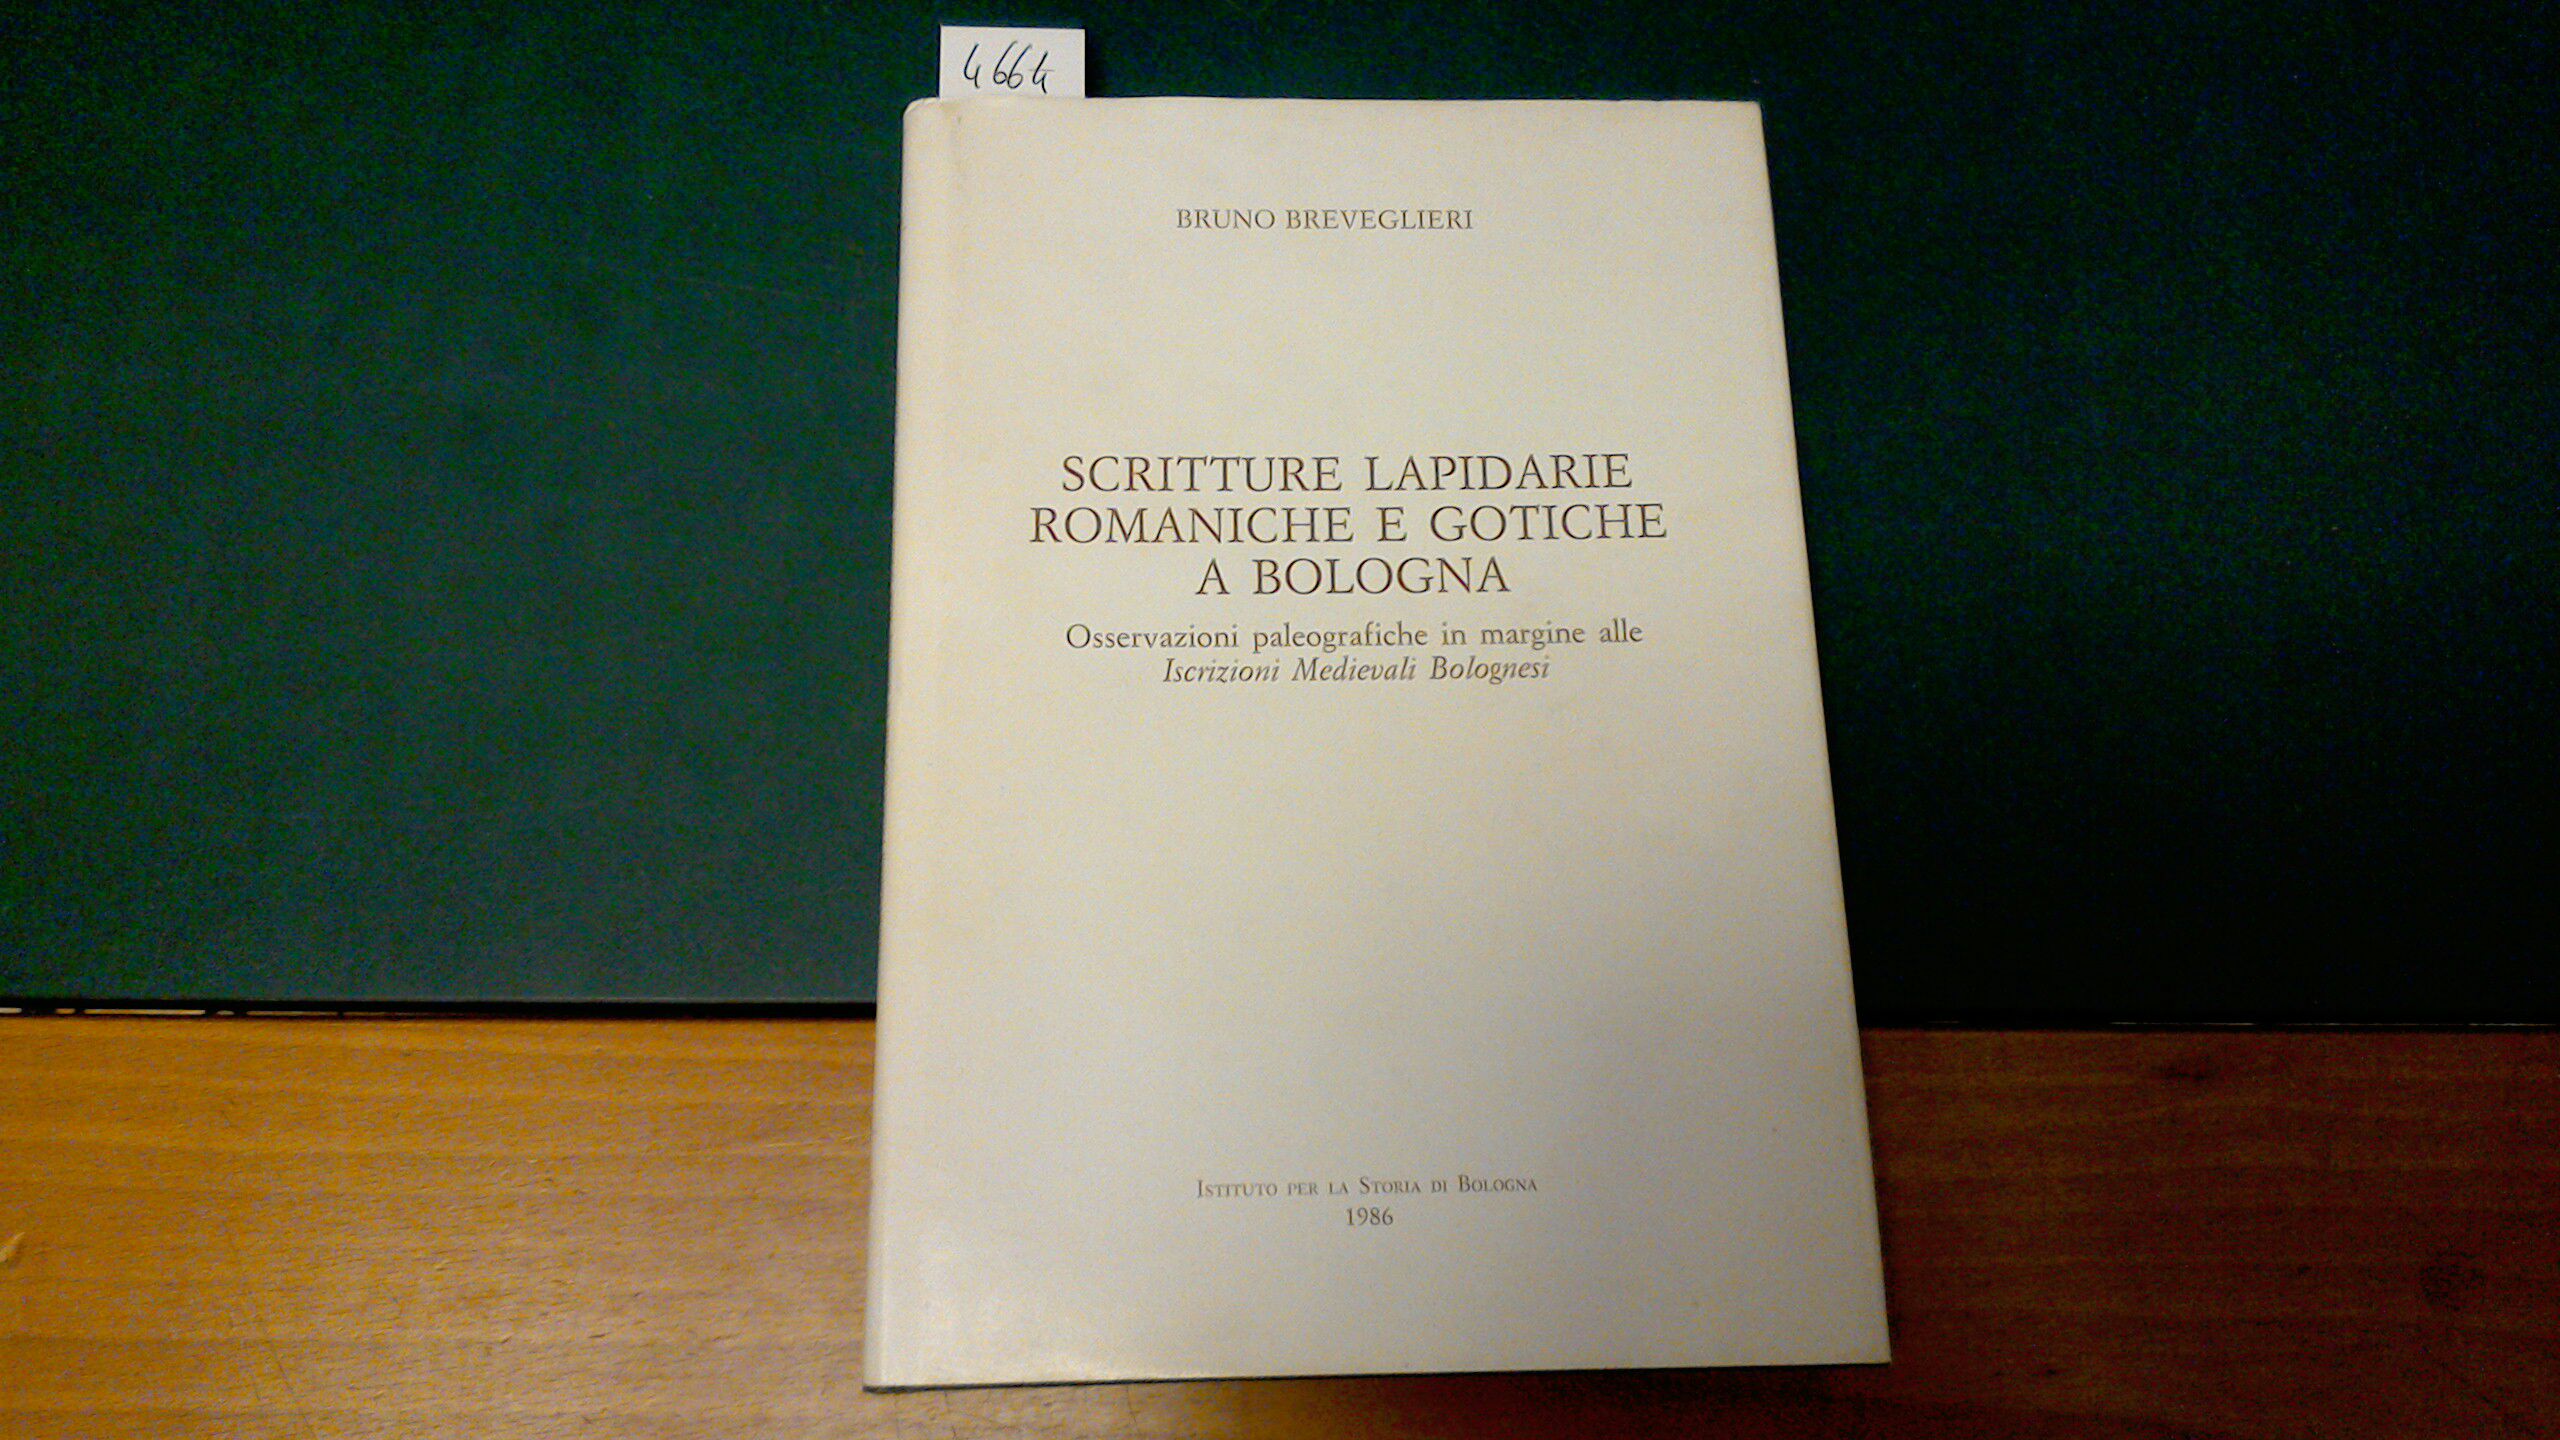 4664
BRUNO BREVEGLIERI
SCRITTURE LAPIDARIE
ROMANICHE E GOTICHE
A BOLOGNA
Osservazioni paleografiche in margine alle
Iscrizioni Medievali Bolognesi
ISTITUTO PER LA STORIA DI BOLOGNA
1986